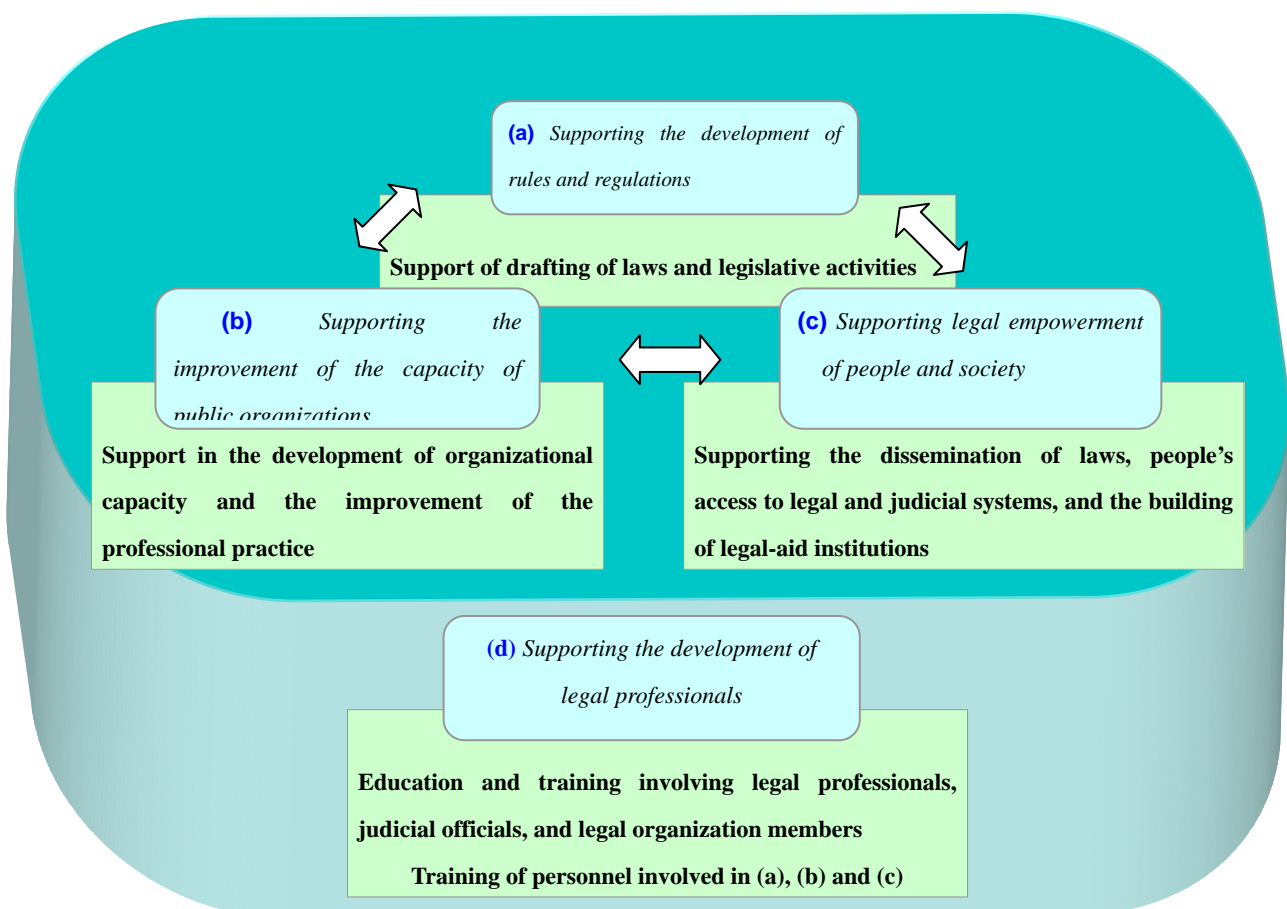 (a) Supporting the development of
rules and regulations
Support of drafting of laws and legislative activities
(b) Supporting the
improvement of the capacity of
public organizations
Support in the development of organizational
capacity and the improvement of the
professional practice
(c) Supporting legal empowerment
of people and society
Supporting the dissemination of laws, people’s
access to legal and judicial systems, and the building
of legal-aid institutions
(d) Supporting the development of
legal professionals
Education and training involving legal professionals,
judicial officials, and legal organization members
Training of personnel involved in (a), (b) and (c)